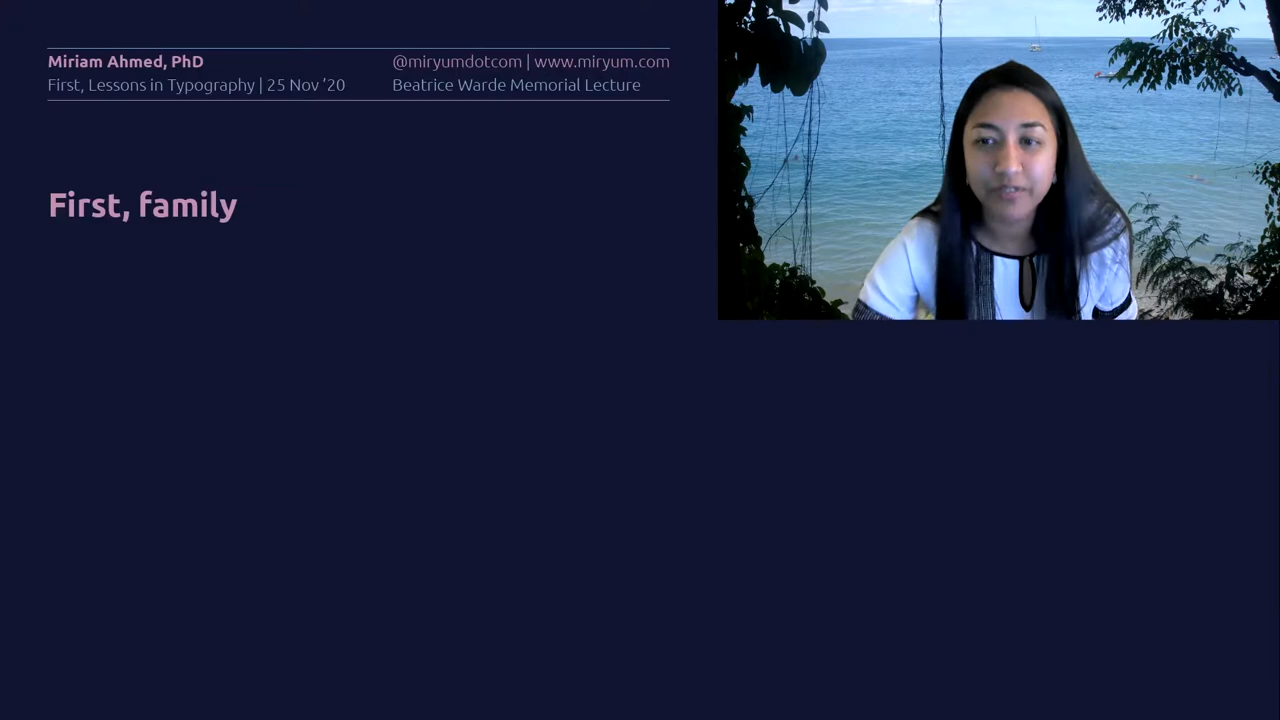 Miriam Ahmed, PhD
First, Lessons in Typography | 25 Nov ‘20
@miryumdotcom | www.miryum.com
Beatrice Warde Memorial Lecture
First, family